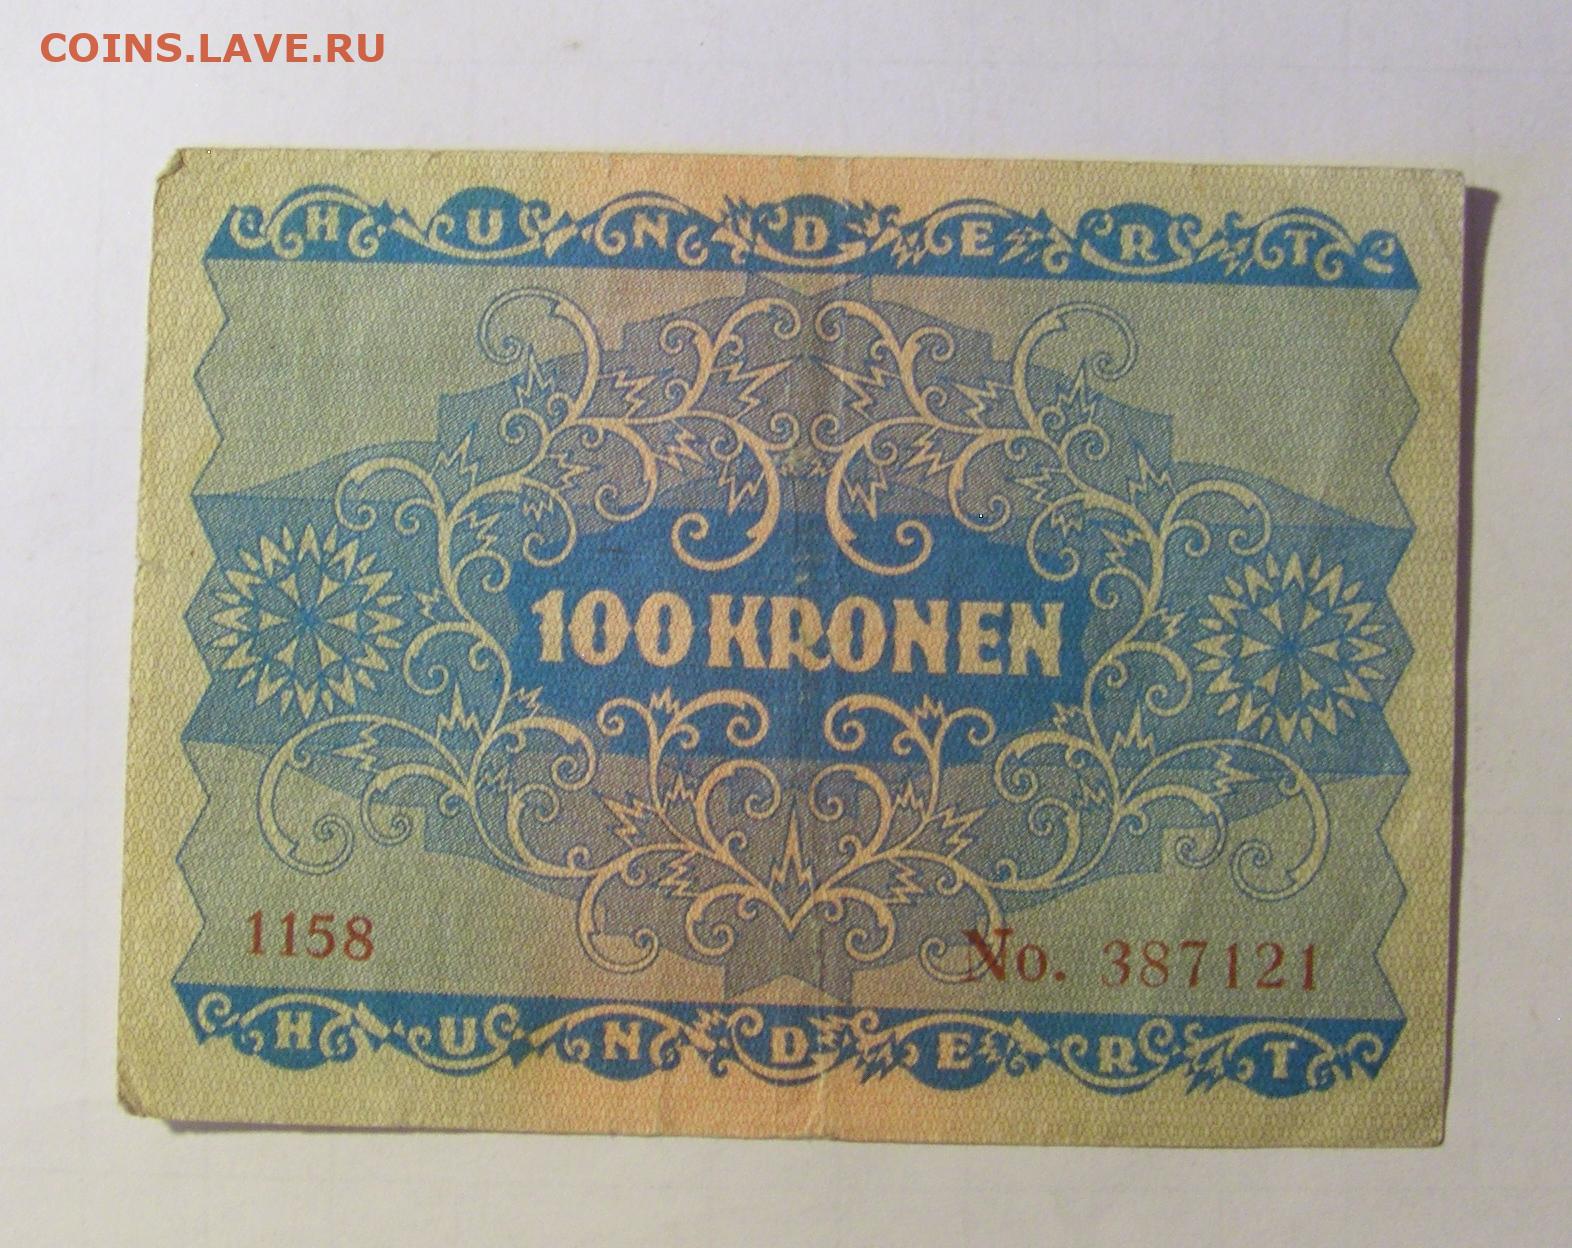 COINS.LAVE.RU
HUNDERT
100 KRONEN
1158
No. 387121
HUNDERT